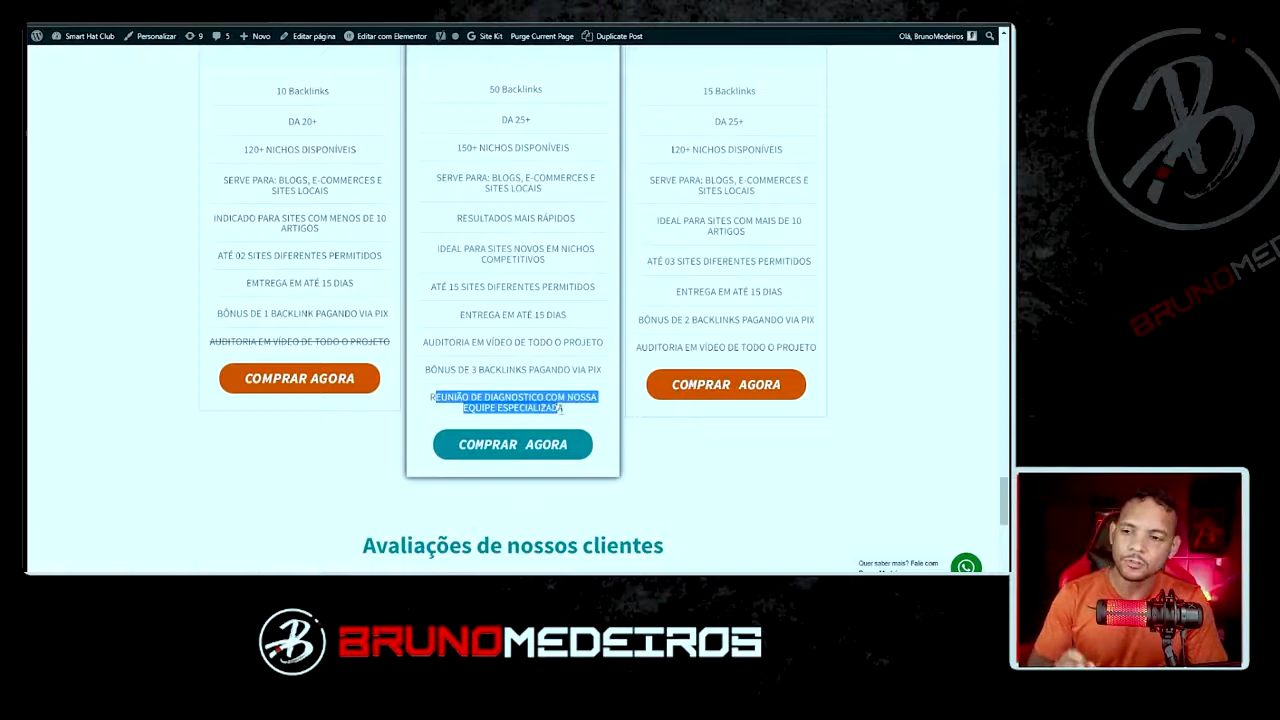 Smart Hat Club
Personalizar
9
5
Novo
Editar página
Editar com Elementor
Site Kit
Purge Current Page
Duplicate Post
Olá, BrunoMedeiros
10 Backlinks
DA 20+
120+ NICHOS DISPONÍVEIS
SERVE PARA: BLOGS, E-COMMERCES E
SITES LOCAIS
INDICADO PARA SITES COM MENOS DE 10
ARTIGOS
ATÉ 02 SITES DIFERENTES PERMITIDOS
EMTREGA EM ATÉ 15 DIAS
BÔNUS DE 1 BACKLINK PAGANDO VIA PIX
AUDITORIA EM VÍDEO DE TODO O PROJETO
COMPRAR AGORA
50 Backlinks
DA 25+
150+ NICHOS DISPONÍVEIS
SERVE PARA: BLOGS, E-COMMERCES E
SITES LOCAIS
RESULTADOS MAIS RÁPIDOS
IDEAL PARA SITES NOVOS EM NICHOS
COMPETITIVOS
ATÉ 15 SITES DIFERENTES PERMITIDOS
ENTREGA EM ATÉ 15 DIAS
AUDITORIA EM VÍDEO DE TODO O PROJETO
BÔNUS DE 3 BACKLINKS PAGANDO VIA PIX
REUNIÃO DE DIAGNOSTICO COM NOSSA
EQUIPE ESPECIALIZADA
COMPRAR AGORA
15 Backlinks
DA 25+
120+ NICHOS DISPONÍVEIS
SERVE PARA: BLOGS, E-COMMERCES E
SITES LOCAIS
IDEAL PARA SITES COM MAIS DE 10
ARTIGOS
ATÉ 03 SITES DIFERENTES PERMITIDOS
ENTREGA EM ATÉ 15 DIAS
BÔNUS DE 2 BACKLINKS PAGANDO VIA PIX
AUDITORIA EM VÍDEO DE TODO O PROJETO
COMPRAR AGORA
Avaliações de nossos clientes
Quer saber mais? Fale com
BRUNOMEDEIROS
BRUNOMED